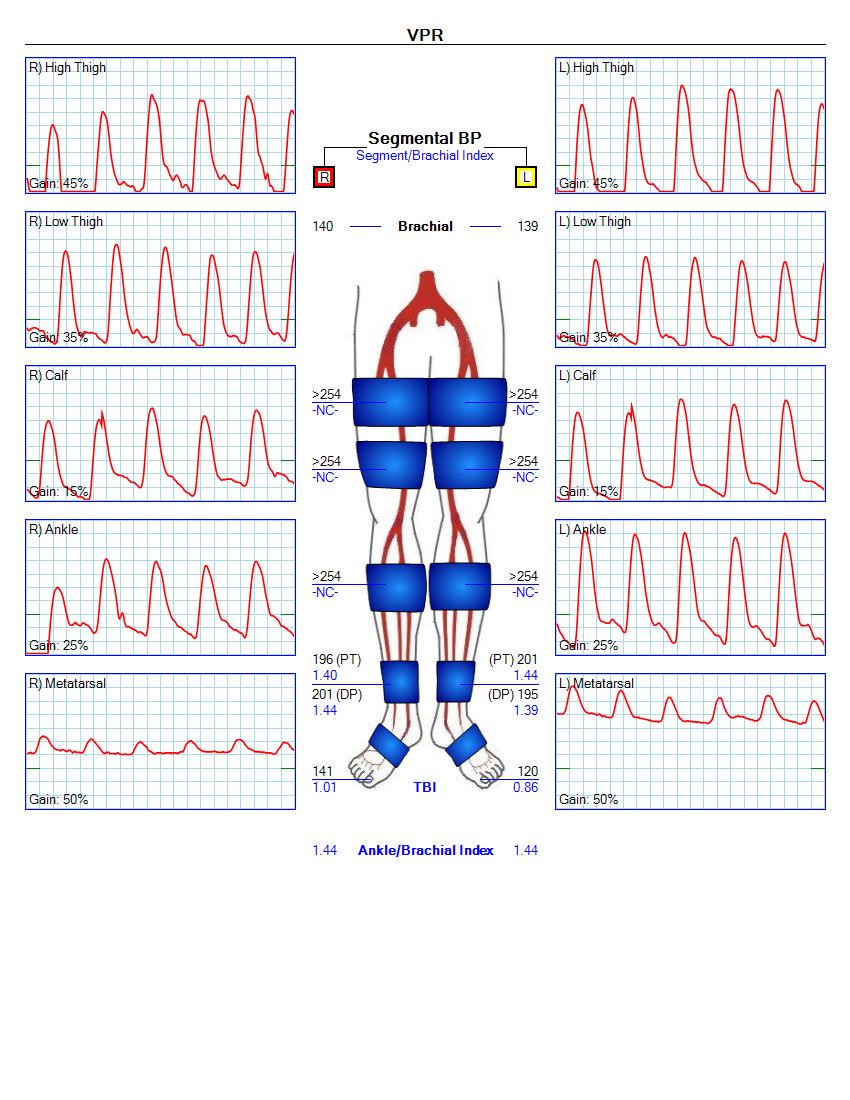 VPR
R) High Thigh
Gain: 45%
R) Low Thigh
Gain: 35%
R) Calf
Gain: 15%
R) Ankle
Gain: 25%
R) Metatarsal
Gain: 50%
Segmental BP
Segment/Brachial Index
R L
140 Brachial 139
>254 >254
-NC- -NC-
>254 >254
-NC- -NC-
>254 >254
-NC- -NC-
196 (PT) (PT) 201
1.40 1.44
201 (DP) (DP) 195
1.44 1.39
141 120
1.01 TBI 0.86
1.44 Ankle/Brachial Index 1.44
L) High Thigh
Gain: 45%
L) Low Thigh
Gain: 35%
L) Calf
Gain: 15%
L) Ankle
Gain: 25%
L) Metatarsal
Gain: 50%